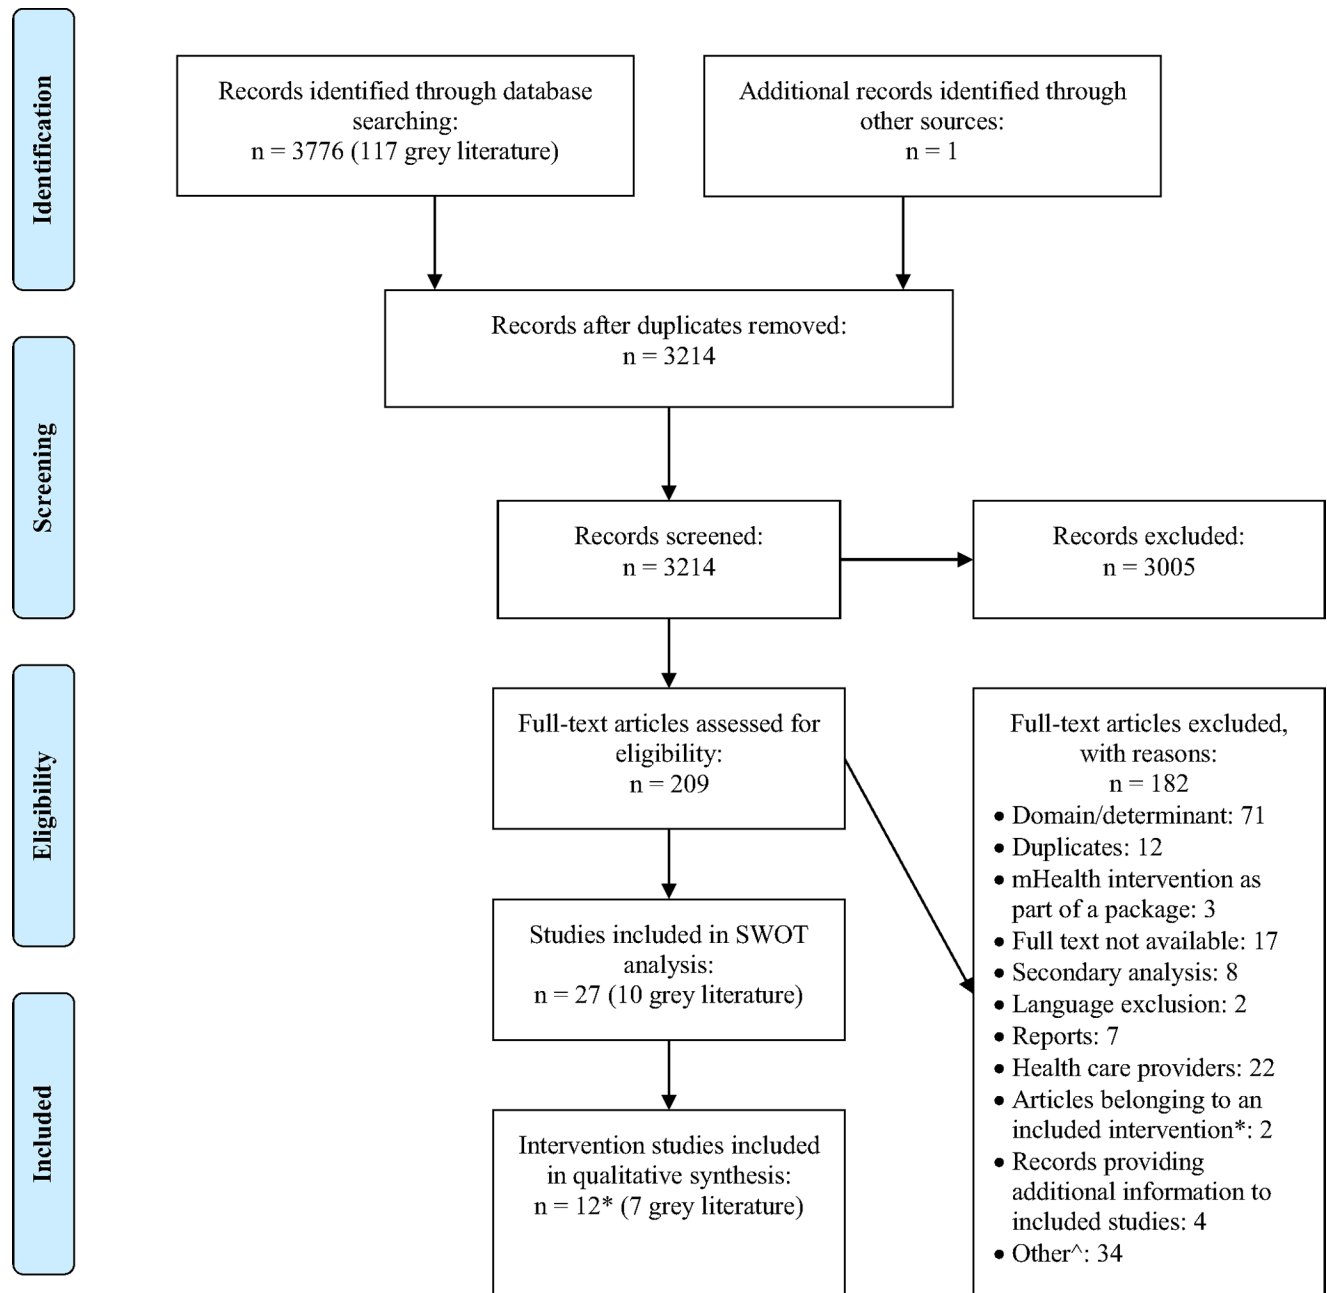 Identification
Records identified through database
searching:
n = 3776 (117 grey literature)
Additional records identified through
other sources:
n = 1
Records after duplicates removed:
n = 3214
Screening
Records screened:
n = 3214
Records excluded:
n = 3005
Eligibility
Full-text articles assessed for
eligibility:
n = 209
Full-text articles excluded,
with reasons:
n = 182
• Domain/determinant: 71
• Duplicates: 12
• mHealth intervention as
part of a package: 3
• Full text not available: 17
• Secondary analysis: 8
• Language exclusion: 2
• Reports: 7
• Health care providers: 22
• Articles belonging to an
included intervention*: 2
• Records providing
additional information to
included studies: 4
• Other^: 34
Studies included in SWOT
analysis:
n = 27 (10 grey literature)
Included
Intervention studies included
in qualitative synthesis:
n = 12* (7 grey literature)